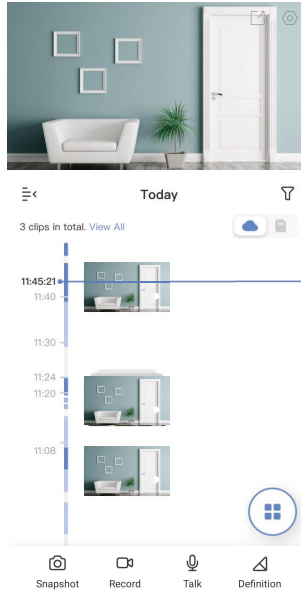 Today
3 clips in total. View All
11:45:21
11:40
11:30
11:24
11:20
11:08
Snapshot Record Talk Definition